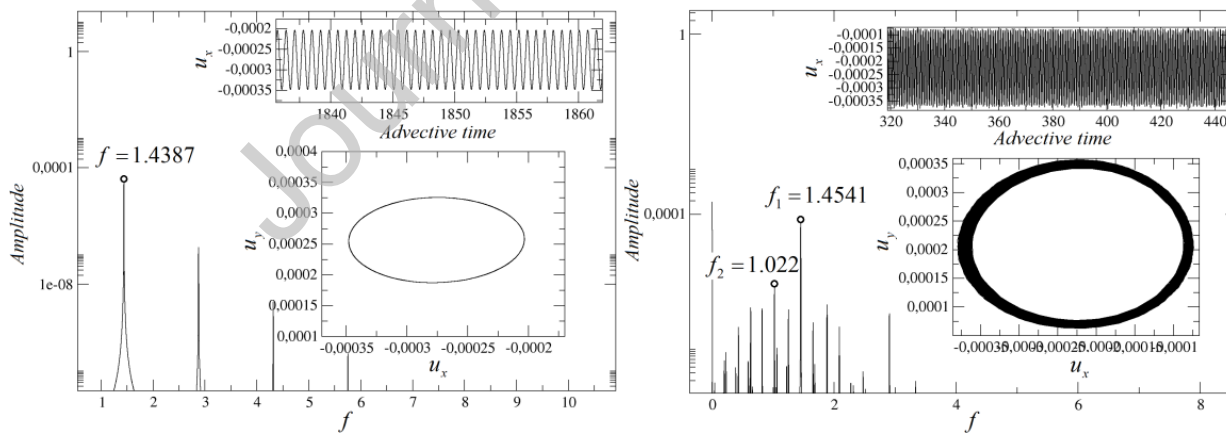 1
0,0001
1e-08
Amplitude
f = 1.4387
1 2 3 4 5 6 7 8 9 10
f
-0,0002
-0,00025
-0,0003
-0,00035
u_x
1840 1845 1850 1855 1860
Advective time
0,0004
0,00035
0,0003
0,00025
0,0002
0,00015
0,0001
u_y
-0,00035 -0,0003 -0,00025 -0,0002
u_x
Journ
1
0,0001
Amplitude
f_1 = 1.4541
f_2 = 1.022
0 2 4 6 8
f
-0,0001
-0,00015
-0,0002
-0,00025
-0,00035
u_x
320 340 360 380 400 420 440
Advective time
0,00035
0,0003
0,00025
0,0002
0,00015
0,0001
u_y
u_x